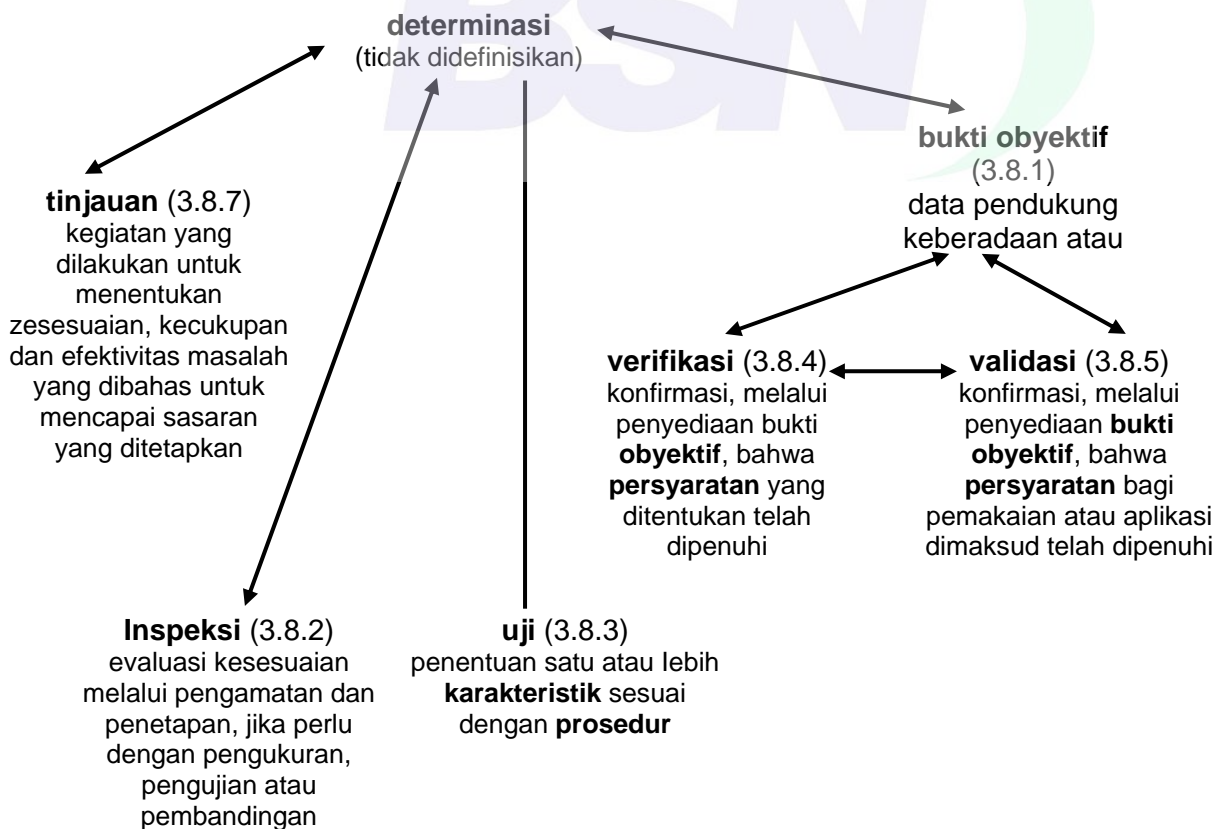 BSN
determinasi
(tidak didefinisikan)
bukti obyektif
(3.8.1)
data pendukung
keberadaan atau
tinjauan (3.8.7)
kegiatan yang
dilakukan untuk
menentukan
zesesuaian, kecukupan
dan efektivitas masalah
yang dibahas untuk
mencapai sasaran
yang ditetapkan
verifikasi (3.8.4)
konfirmasi, melalui
penyediaan bukti
obyektif, bahwa
persyaratan yang
ditentukan telah
dipenuhi
validasi (3.8.5)
konfirmasi, melalui
penyediaan bukti
obyektif, bahwa
persyaratan bagi
pemakaian atau aplikasi
dimaksud telah dipenuhi
Inspeksi (3.8.2)
evaluasi kesesuaian
melalui pengamatan dan
penetapan, jika perlu
dengan pengukuran,
pengujian atau
pembandingan
uji (3.8.3)
penentuan satu atau lebih
karakteristik sesuai
dengan prosedur